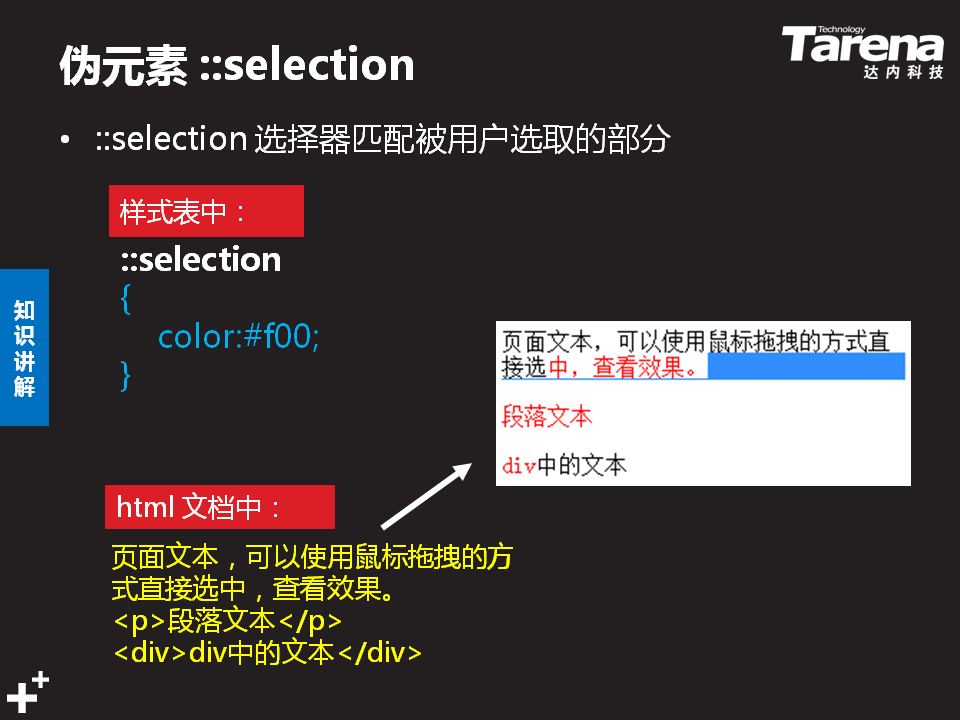 伪元素 ::selection
Technology
Tarena
达内科技
• ::selection 选择器匹配被用户选取的部分
样式表中：
::selection
{
color:#f00;
}
知识讲解
页面文本，可以使用鼠标拖拽的方式直
接选中，查看效果。
段落文本
div中的文本
html 文档中：
页面文本，可以使用鼠标拖拽的方
式直接选中，查看效果。
<p>段落文本</p>
<div>div中的文本</div>